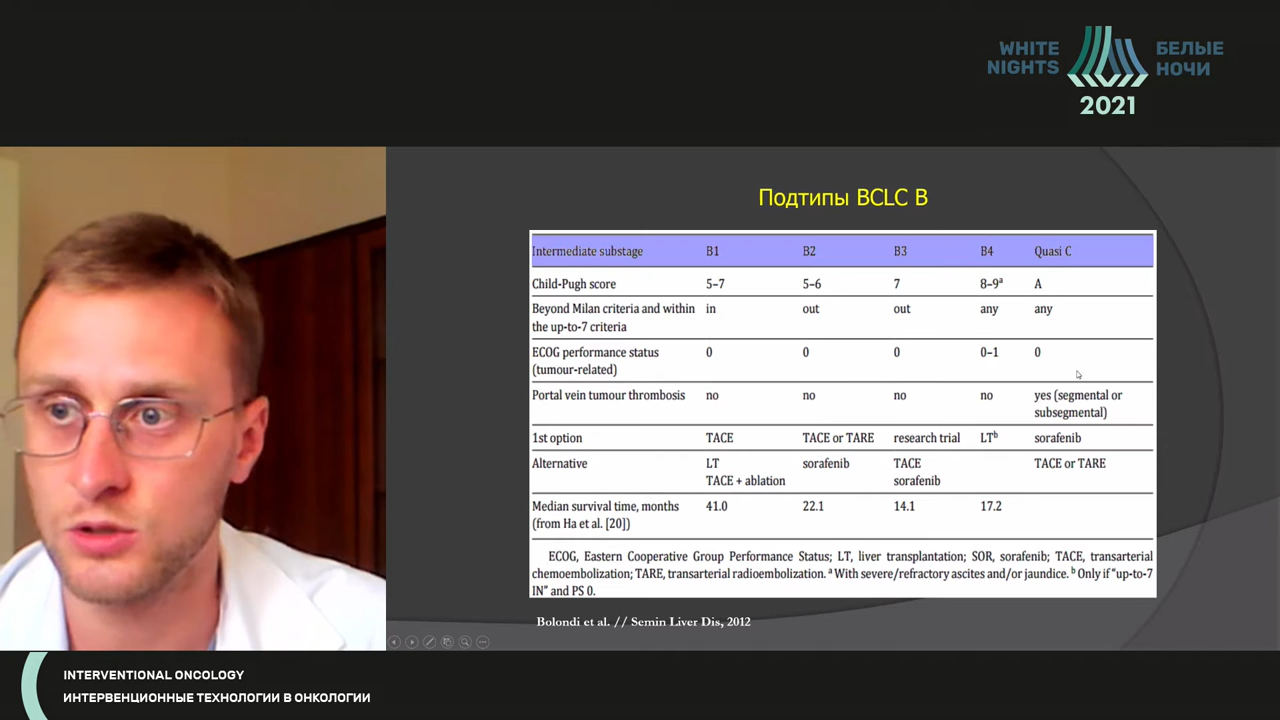 WHITE NIGHTS
БЕЛЫЕ НОЧИ
2021
Подтипы BCLC B
Intermediate substage B1 B2 B3 B4 Quasi C
Child-Pugh score 5–7 5–6 7 8–9ᵃ A
Beyond Milan criteria and within the up-to-7 criteria in out out any any
ECOG performance status (tumour-related) 0 0 0 0–1 0
Portal vein tumour thrombosis no no no no yes (segmental or subsegmental)
1st option TACE TACE or TARE research trial LTᵇ sorafenib
Alternative LT TACE + ablation sorafenib TACE sorafenib TACE or TARE
Median survival time, months (from Ha et al. [20]) 41.0 22.1 14.1 17.2
ECOG, Eastern Cooperative Group Performance Status; LT, liver transplantation; SOR, sorafenib; TACE, transarterial
chemoembolization; TARE, transarterial radioembolization. ᵃ With severe/refractory ascites and/or jaundice. ᵇ Only if “up-to-7
IN” and PS 0.
Bolondi et al. // Semin Liver Dis, 2012
INTERVENTIONAL ONCOLOGY
ИНТЕРВЕНЦИОННЫЕ ТЕХНОЛОГИИ В ОНКОЛОГИИ